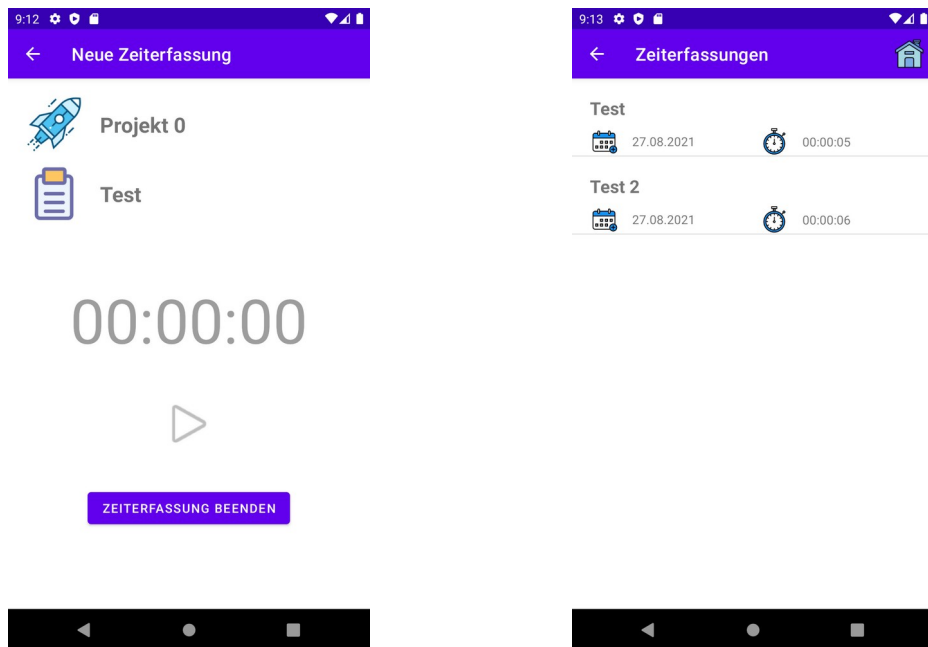 9:12
Neue Zeiterfassung
Projekt 0
Test
00:00:00
ZEITERFASSUNG BEENDEN
9:13
Zeiterfassungen
Test
27.08.2021 00:00:05
Test 2
27.08.2021 00:00:06